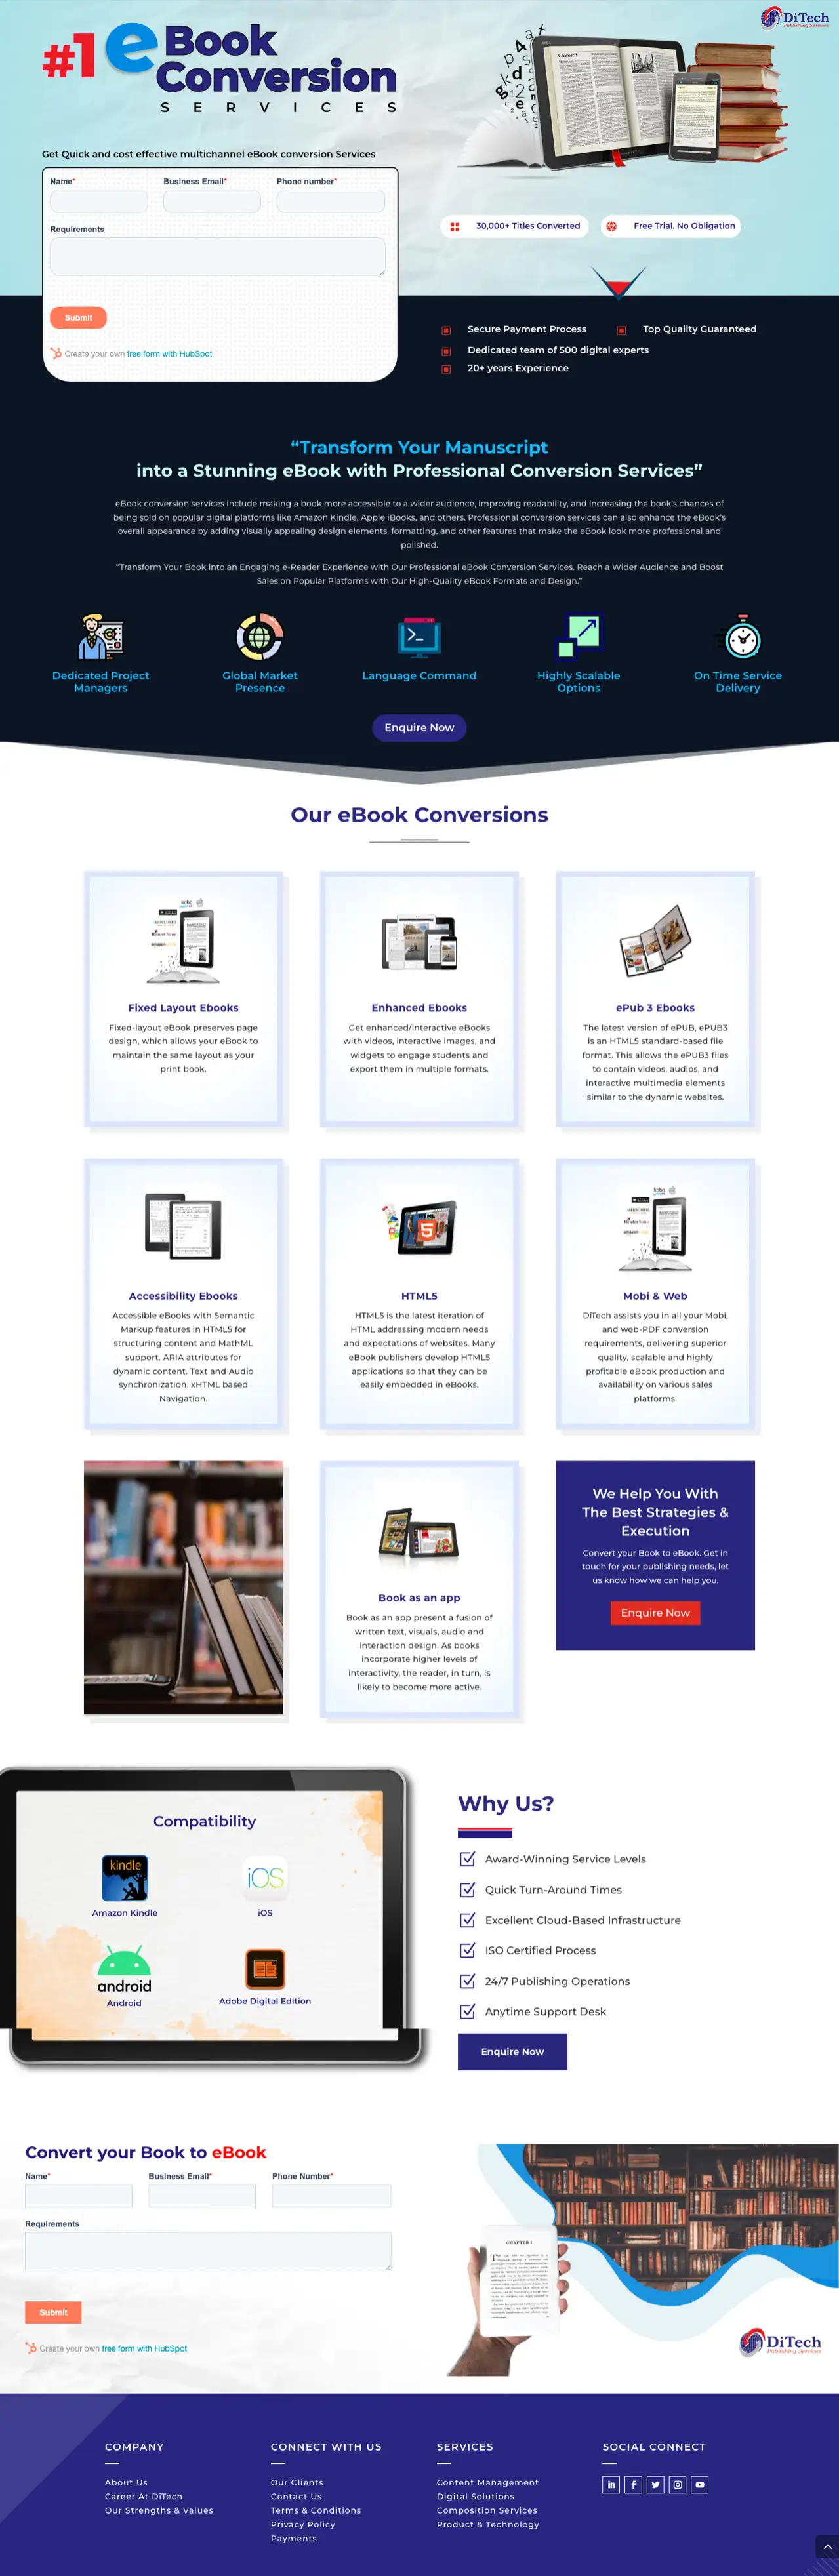 #1 eBook
Conversion
SERVICES
DiTech
Publishing Services
Get Quick and cost effective multichannel eBook conversion Services
Name* Business Email* Phone number*
Requirements
Submit
Create your own free form with HubSpot
Chapter 8
30,000+ Titles Converted
Free Trial. No Obligation
Secure Payment Process
Top Quality Guaranteed
Dedicated team of 500 digital experts
20+ years Experience
“Transform Your Manuscript
into a Stunning eBook with Professional Conversion Services”
eBook conversion services include making a book more accessible to a wider audience, improving readability, and increasing the book’s chances of
being sold on popular digital platforms like Amazon Kindle, Apple iBooks, and others. Professional conversion services can also enhance the eBook’s
overall appearance by adding visually appealing design elements, formatting, and other features that make the eBook look more professional and
polished.
“Transform Your Book into an Engaging e-Reader Experience with Our Professional eBook Conversion Services. Reach a Wider Audience and Boost
Sales on Popular Platforms with Our High-Quality eBook Formats and Design.”
Dedicated Project
Managers
Global Market
Presence
Language Command
Highly Scalable
Options
On Time Service
Delivery
Enquire Now
Our eBook Conversions
Fixed Layout Ebooks
Fixed-layout eBook preserves page
design, which allows your eBook to
maintain the same layout as your
print book.
Enhanced Ebooks
Get enhanced/interactive eBooks
with videos, interactive images, and
widgets to engage students and
export them in multiple formats.
ePub 3 Ebooks
The latest version of ePUB, ePUB3
is an HTML5 standard-based file
format. This allows the ePUB3 files
to contain videos, audios, and
interactive multimedia elements
similar to the dynamic websites.
Accessibility Ebooks
Accessible eBooks with Semantic
Markup features in HTML5 for
structuring content and MathML
support. ARIA attributes for
dynamic content. Text and Audio
synchronization. xHTML based
Navigation.
HTML5
HTML5 is the latest iteration of
HTML addressing modern needs
and expectations of websites. Many
eBook publishers develop HTML5
applications so that they can be
easily embedded in eBooks.
Mobi & Web
DiTech assists you in all your Mobi,
and web-PDF conversion
requirements, delivering superior
quality, scalable and highly
profitable eBook production and
availability on various sales
platforms.
Book as an app
Book as an app present a fusion of
written text, visuals, audio and
interaction design. As books
incorporate higher levels of
interactivity, the reader, in turn, is
likely to become more active.
We Help You With
The Best Strategies &
Execution
Convert your Book to eBook. Get in
touch for your publishing needs, let
us know how we can help you.
Enquire Now
Compatibility
kindle
Amazon Kindle
iOS
iOS
android
Android
Adobe Digital Edition
Why Us?
Award-Winning Service Levels
Quick Turn-Around Times
Excellent Cloud-Based Infrastructure
ISO Certified Process
24/7 Publishing Operations
Anytime Support Desk
Enquire Now
Convert your Book to eBook
Name* Business Email* Phone Number*
Requirements
Submit
Create your own free form with HubSpot
CHAPTER I
DiTech
Publishing Services
COMPANY
About Us
Career At DiTech
Our Strengths & Values
CONNECT WITH US
Our Clients
Contact Us
Terms & Conditions
Privacy Policy
Payments
SERVICES
Content Management
Digital Solutions
Composition Services
Product & Technology
SOCIAL CONNECT